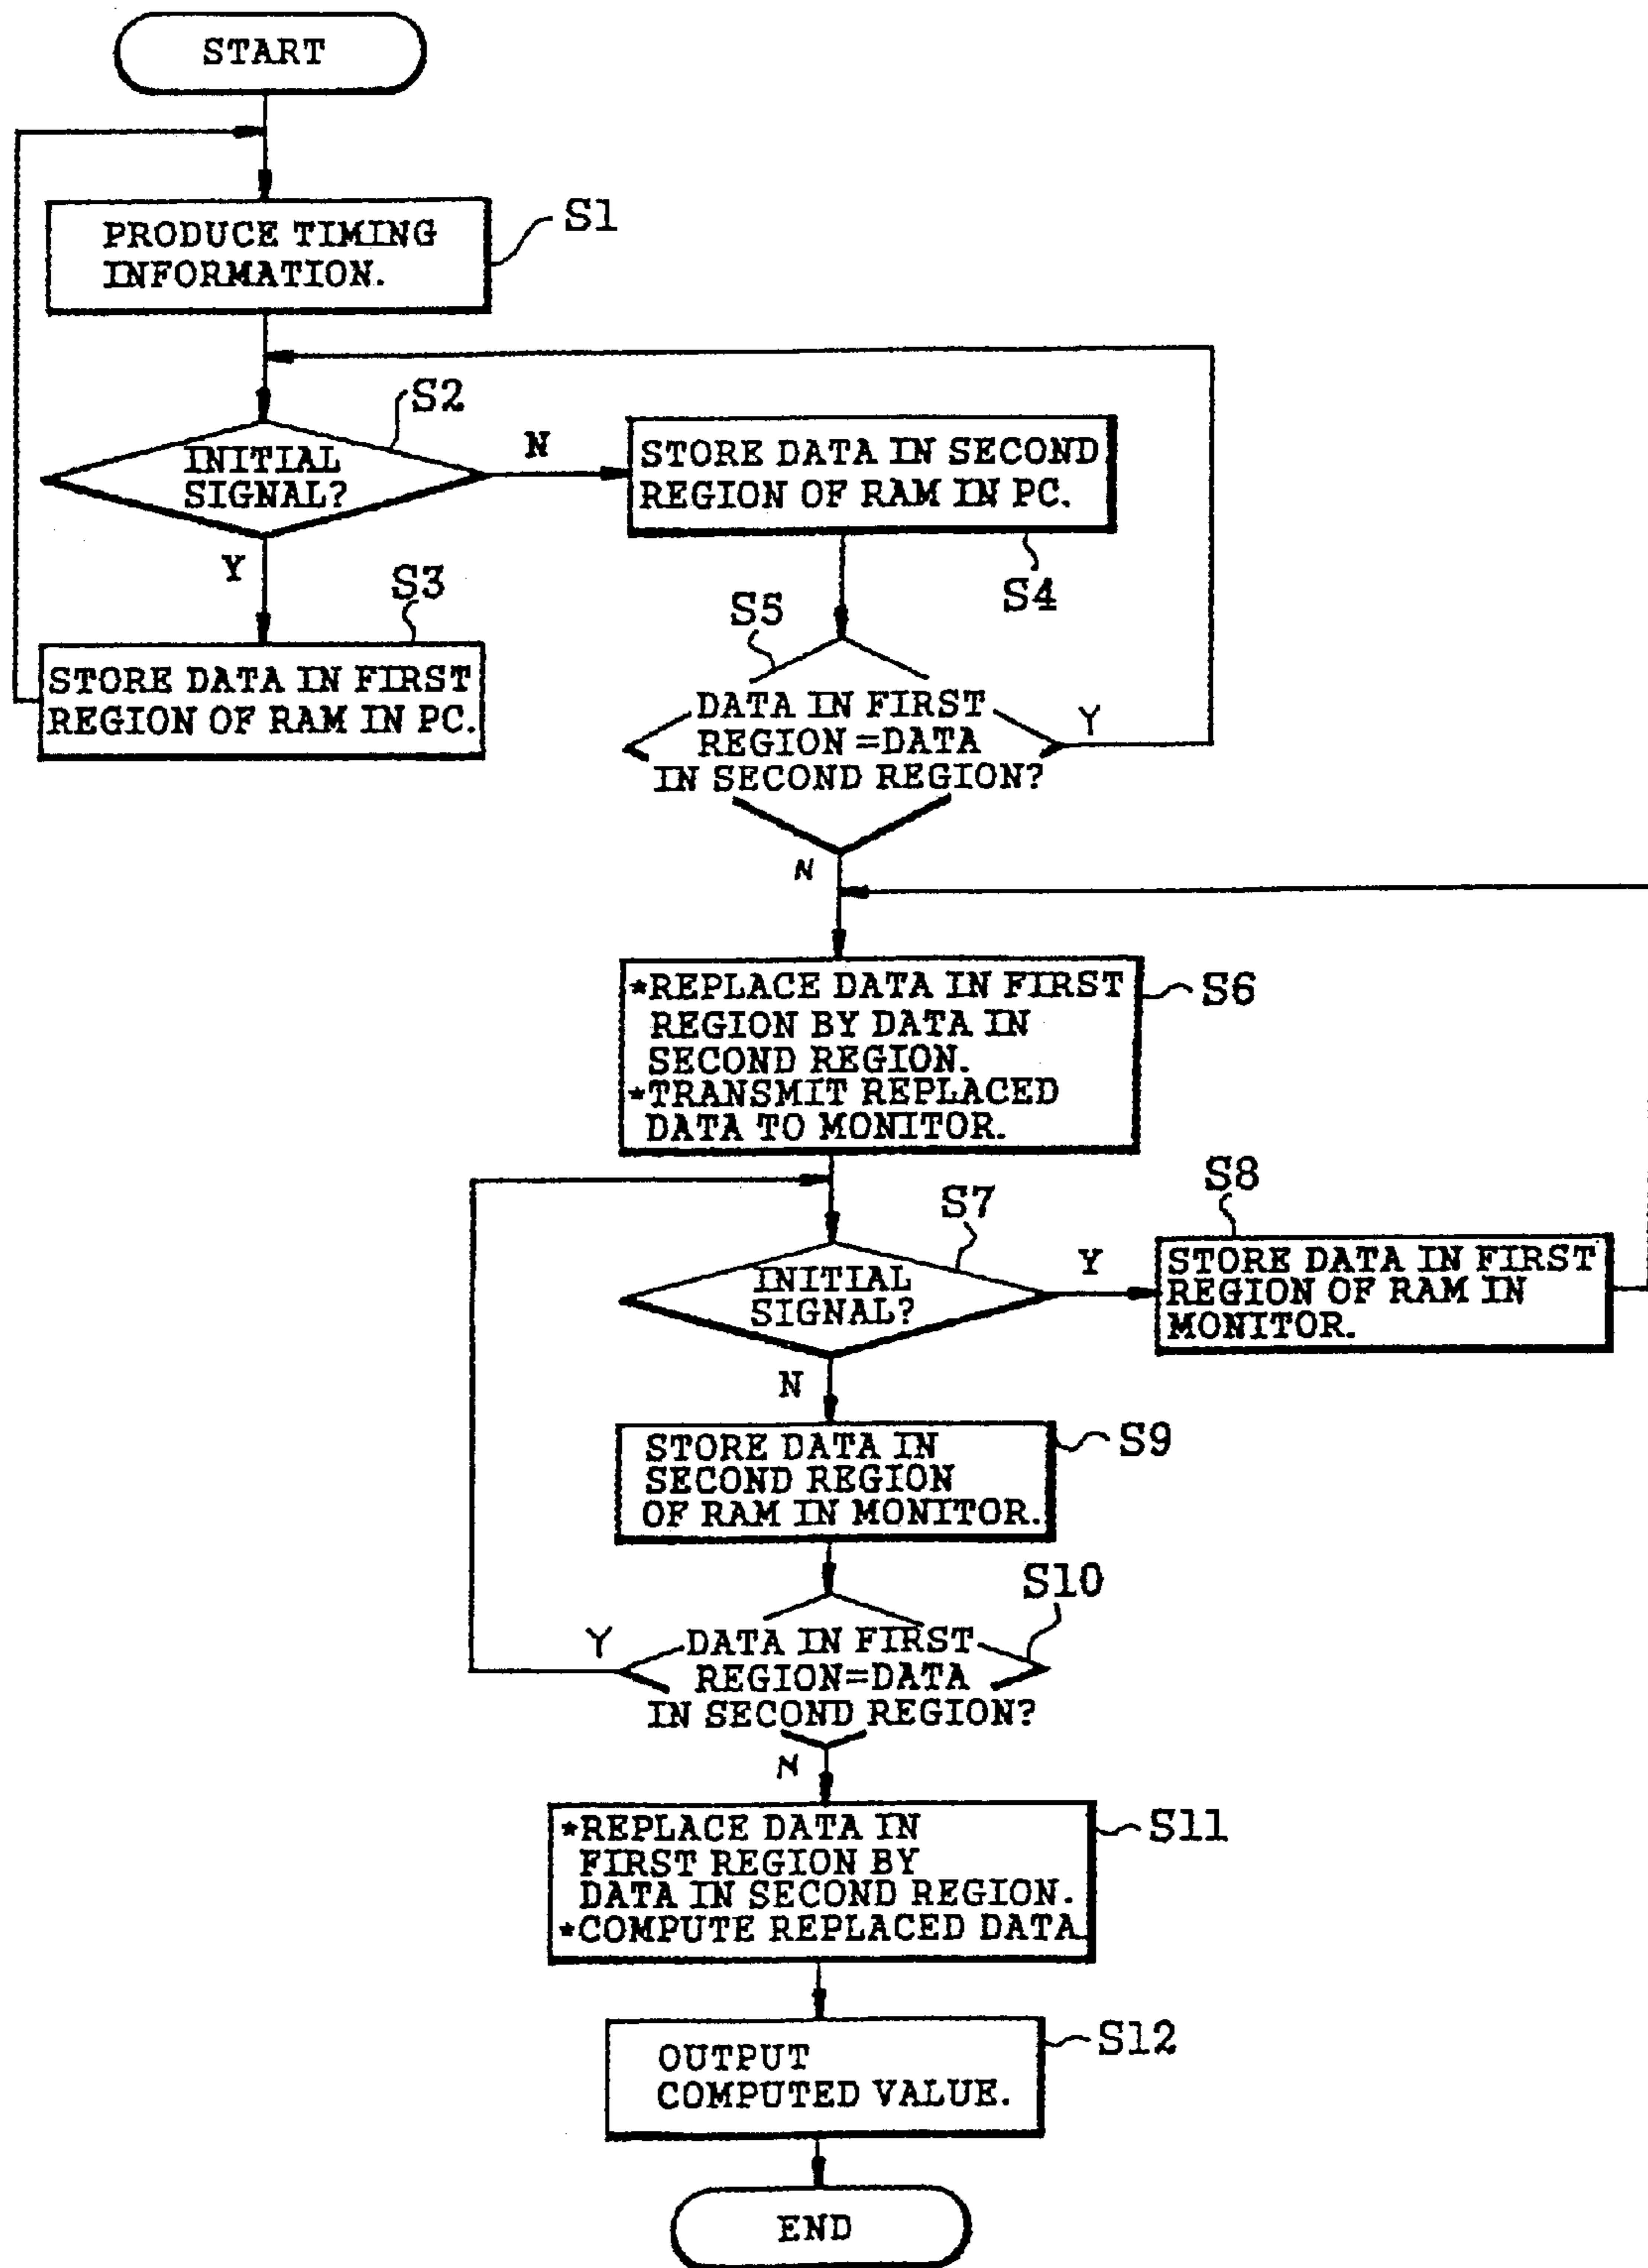 START
PRODUCE TIMING
INFORMATION.
S1
S2
INITIAL
SIGNAL?
N
Y
STORE DATA IN SECOND
REGION OF RAM IN PC.
S4
S3
STORE DATA IN FIRST
REGION OF RAM IN PC.
S5
DATA IN FIRST
REGION =DATA
IN SECOND REGION?
Y
N
*REPLACE DATA IN FIRST
REGION BY DATA IN
SECOND REGION.
*TRANSMIT REPLACED
DATA TO MONITOR.
S6
S7
INITIAL
SIGNAL?
Y
N
S8
STORE DATA IN FIRST
REGION OF RAM IN
MONITOR.
STORE DATA IN
SECOND REGION
OF RAM IN MONITOR.
S9
S10
DATA IN FIRST
REGION=DATA
IN SECOND REGION?
Y
N
*REPLACE DATA IN
FIRST REGION BY
DATA IN SECOND REGION.
*COMPUTE REPLACED DATA.
S11
OUTPUT
COMPUTED VALUE.
S12
END